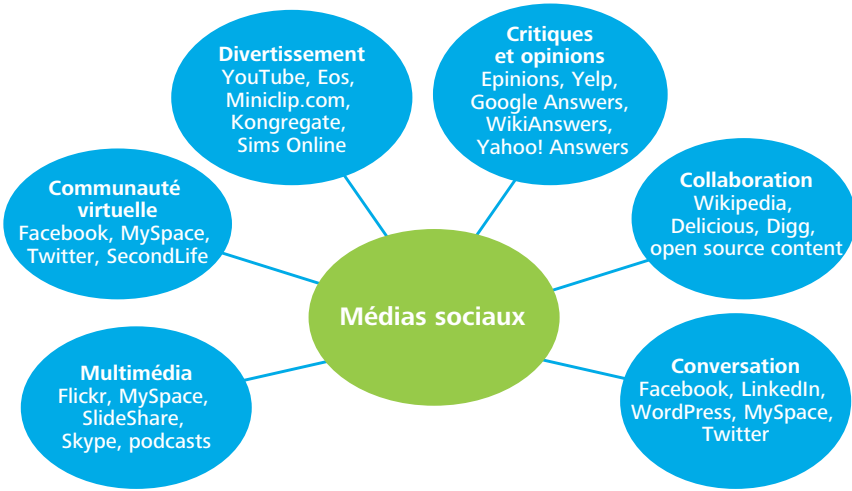 Divertissement
YouTube, Eos,
Miniclip.com,
Kongregate,
Sims Online
Critiques
et opinions
Epinions, Yelp,
Google Answers,
WikiAnswers,
Yahoo! Answers
Communauté
virtuelle
Facebook, MySpace,
Twitter, SecondLife
Collaboration
Wikipedia,
Delicious, Digg,
open source content
Médias sociaux
Multimédia
Flickr, MySpace,
SlideShare,
Skype, podcasts
Conversation
Facebook, LinkedIn,
WordPress, MySpace,
Twitter